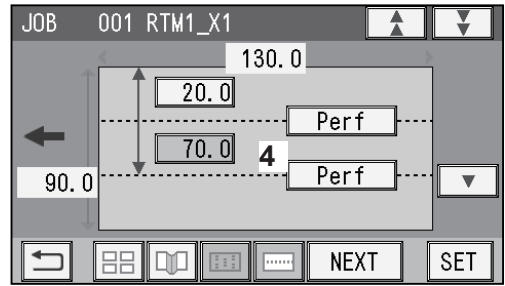 JOB 001 RTM1_X1
130.0
20.0
Perf
70.0
4
Perf
90.0
NEXT
SET